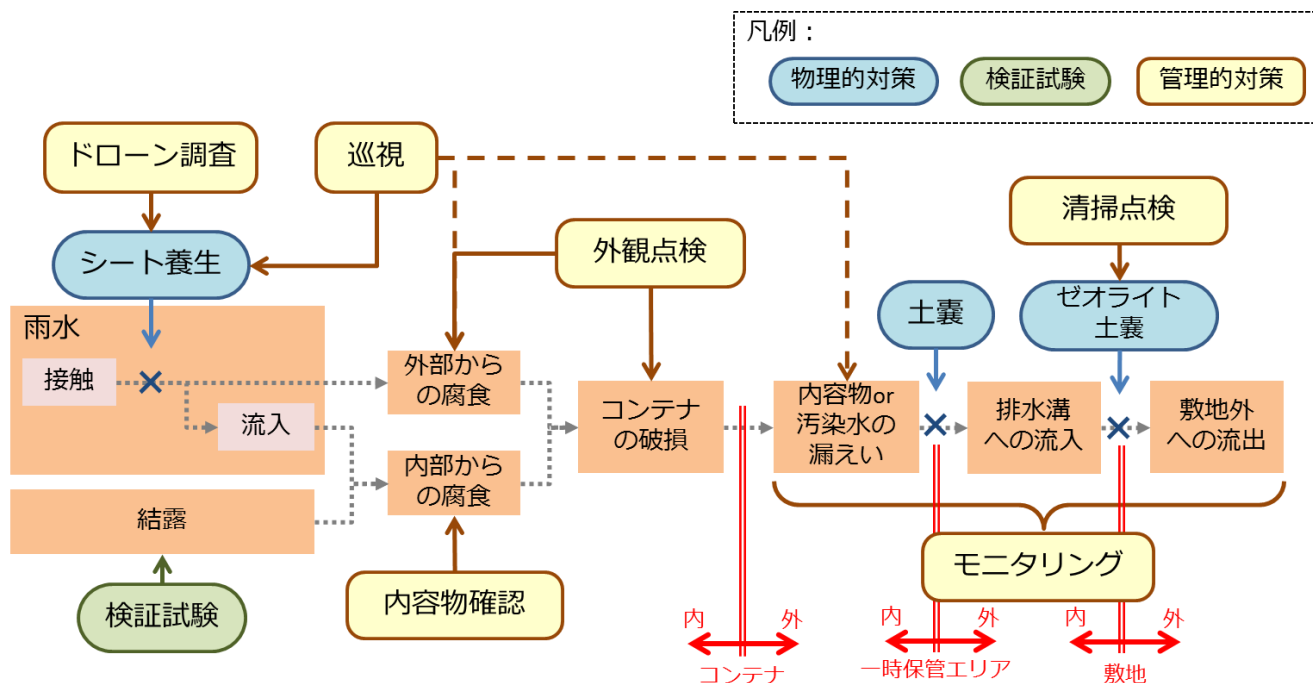 凡例：
物理的対策
検証試験
管理的対策
ドローン調査
巡視
清掃点検
外観点検
シート養生
土嚢
ゼオライト
土嚢
雨水
接触
流入
外部から
の腐食
コンテナ
の破損
内容物or
汚染水の
漏えい
排水溝
への流入
敷地外
への流出
内部から
の腐食
結露
モニタリング
検証試験
内容物確認
内
外
コンテナ
内
外
一時保管エリア
内
外
敷地